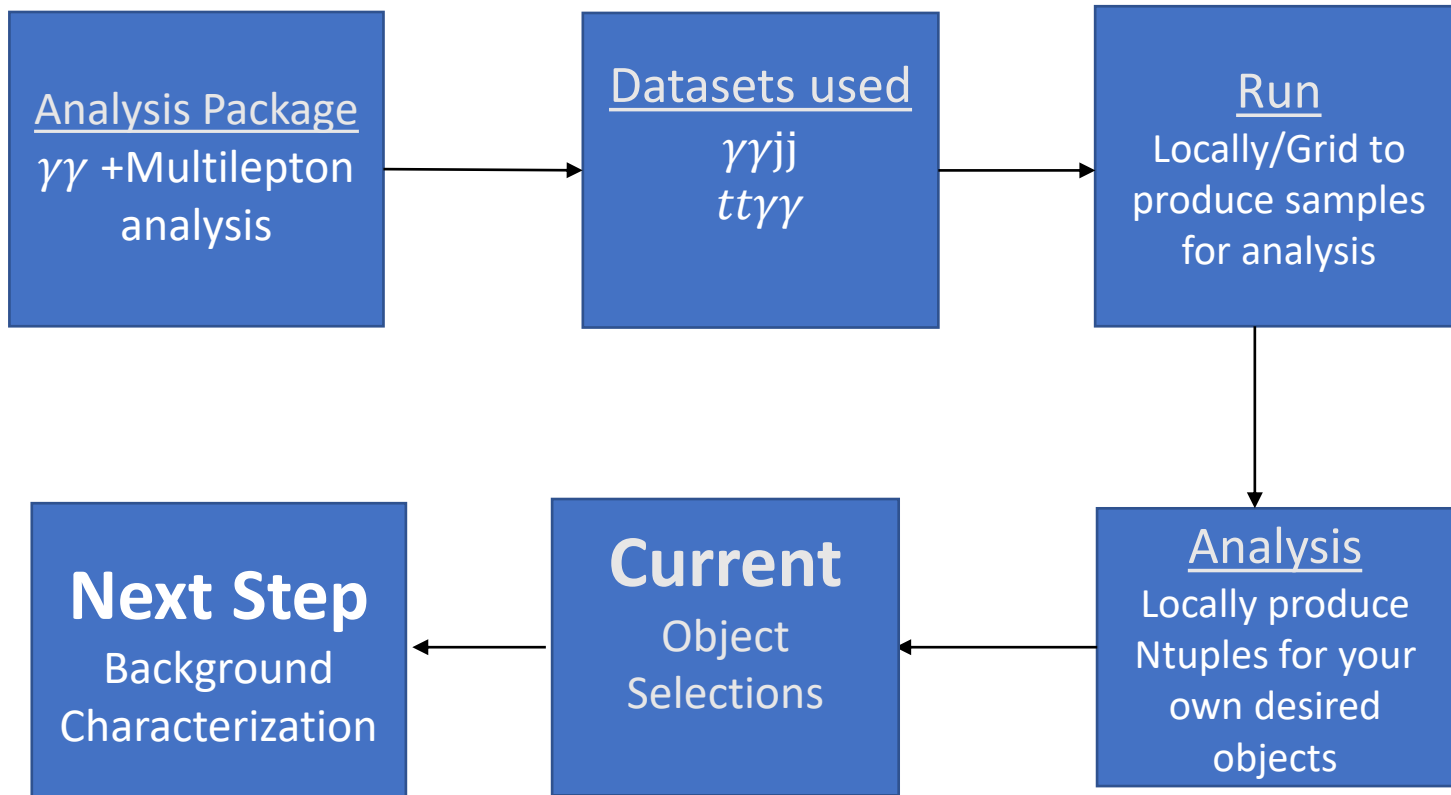 Analysis Package
𝛾𝛾 +Multilepton
analysis
Datasets used
𝛾𝛾jj
𝑡𝑡𝛾𝛾
Run
Locally/Grid to
produce samples
for analysis
Analysis
Locally produce
Ntuples for your
own desired
objects
Current
Object
Selections
Next Step
Background
Characterization